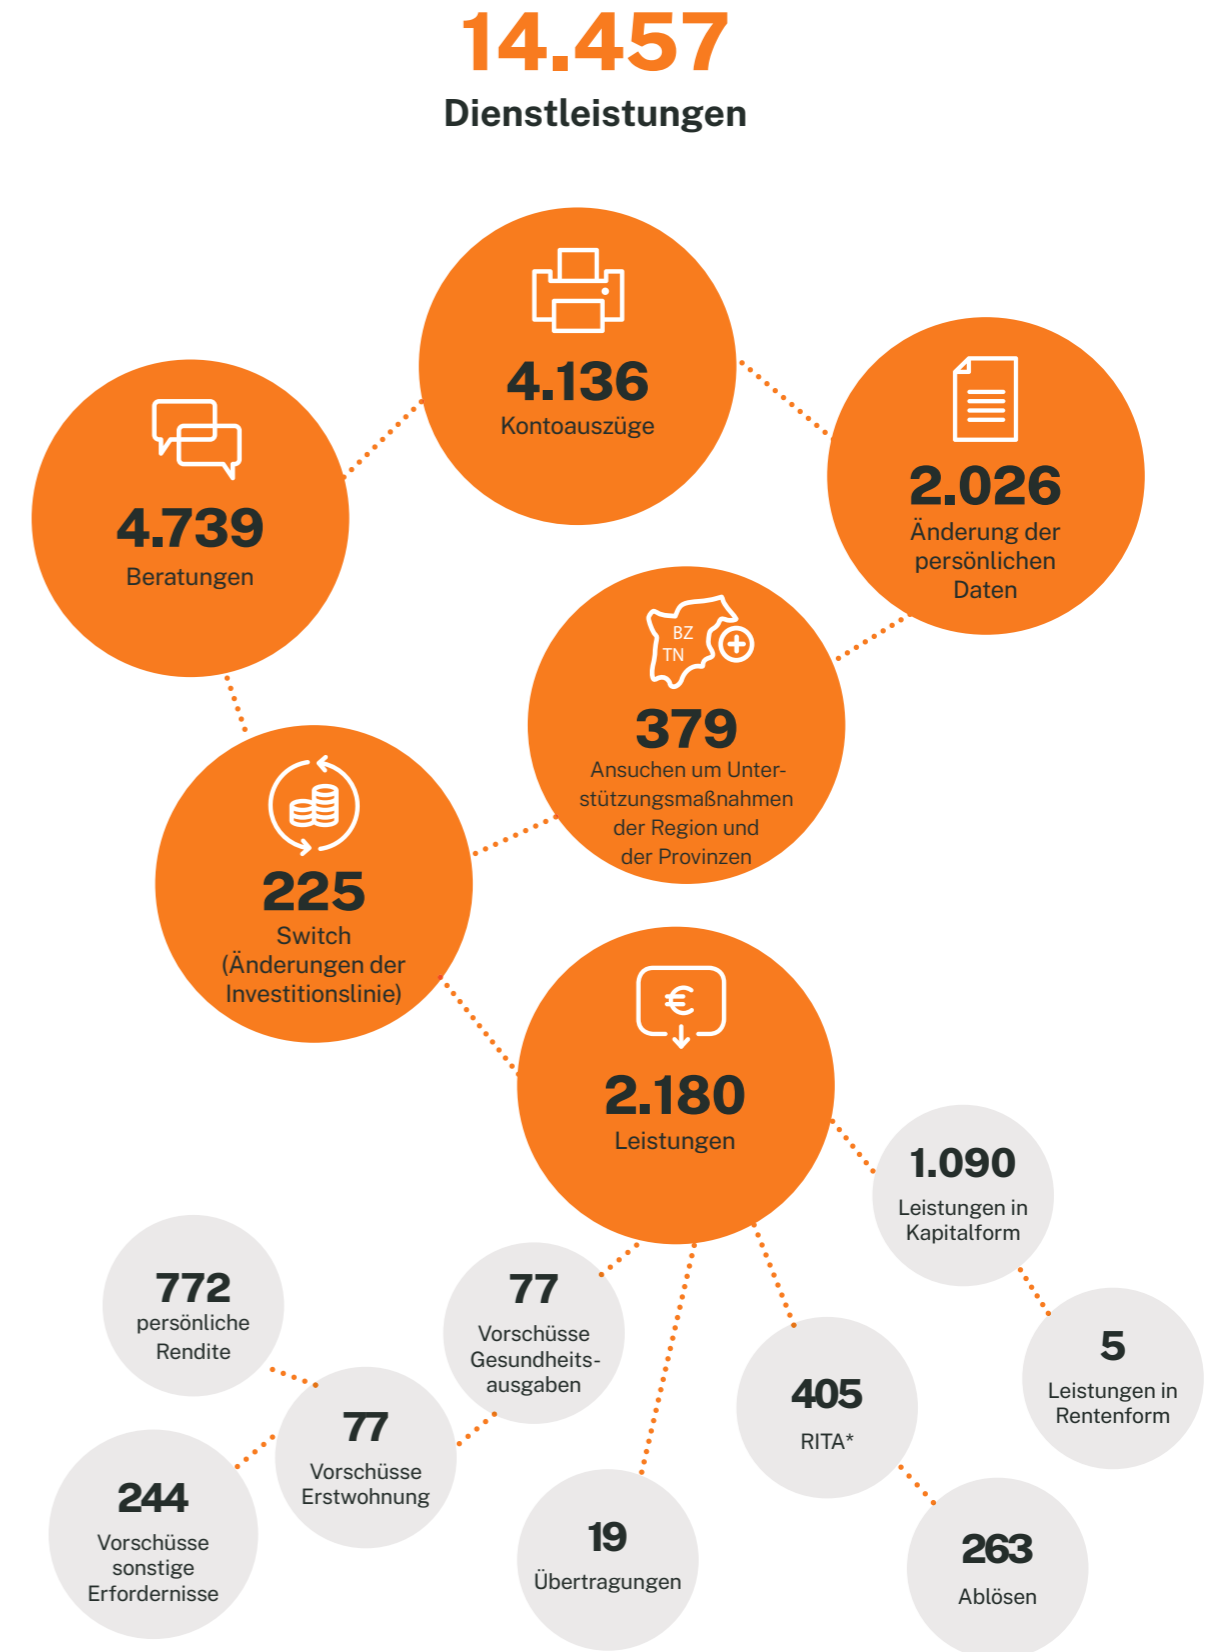 14.457
Dienstleistungen
4.136
Kontoauszüge
2.026
Änderung der
persönlichen
Daten
4.739
Beratungen
BZ
TN
379
Ansuchen um Unter-
stützungsmaßnahmen
der Region und
der Provinzen
225
Switch
(Änderungen der
Investitionslinie)
€
2.180
Leistungen
1.090
Leistungen in
Kapitalform
5
Leistungen in
Rentenform
772
persönliche
Rendite
77
Vorschüsse
Gesundheits-
ausgaben
405
RITA*
77
Vorschüsse
Erstwohnung
244
Vorschüsse
sonstige
Erfordernisse
19
Übertragungen
263
Ablösen